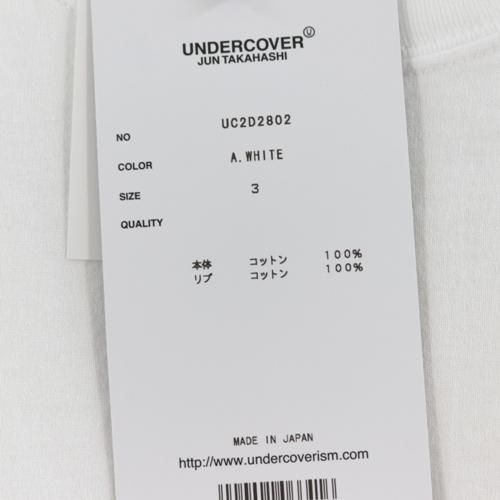 UNDERCOVER Ⓤ
JUN TAKAHASHI
NO UC2D2802
COLOR A.WHITE
SIZE 3
QUALITY
本体 コットン 100%
リブ コットン 100%
MADE IN JAPAN
http://www.undercoverism.com